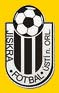 JISKRA
FOTBAL
ÚSTÍ n. ORL.